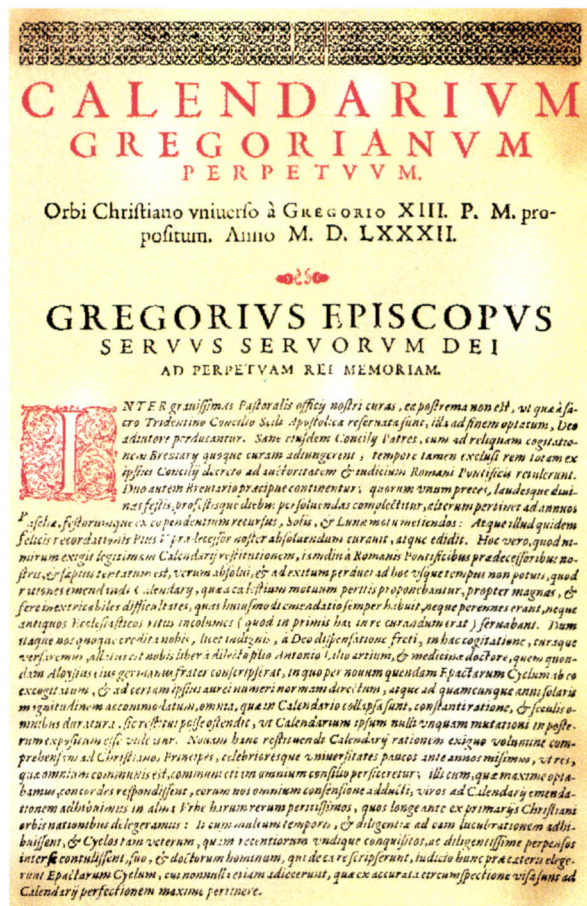 CALENDARIVM
GREGORIANVM
PERPETVVM.
Orbi Christiano vniuerso à GREGORIO XIII. P. M. pro-
positum. Anno M. D. LXXXII.
GREGORIVS EPISCOPVS
SERVVS SERVORVM DEI
AD PERPETVAM REI MEMORIAM.
INTER grauissimas Pastoralis officij nostri curas, ea postrema non est, vt quæ à sa-
cro Tridentino Concilio Sedi Apostolicæ reseruata sunt, illa ad finem optatum, Deo
adiutore perducantur. Sane eiusdem Concilij Patres, cum ad reliquam cogitatio-
nem Breuiarij quoque curam adiungerent, tempore tamen exclusi rem totam ex
ipsius Concilij decreto ad auctoritatem & iudicium Romani Pontificis retulerunt.
Duo autem Breuiario præcipue continentur, quorum vnum preces, laudesque diui-
nas festis, profestisque diebus persoluendas complectitur, alterum pertinet ad annuos
Paschæ, festorumque ex eo pendentium recursus, Solis, & Lunæ motu metiendos: Atque illud quidem
felicis recordationis Pius V prædecessor noster absoluendum curauit, atque edidit. Hoc vero, quod ni-
mirum exigit legitimam Calendarij restitutionem, iamdiu à Romanis Pontificibus prædecessoribus no-
stris, & sæpius tentatum est, verum absolui, & ad exitum perduci ad hoc vsque tempus non potuit, quod
rationes emendandi Calendarij, quæ a cælestium motuum peritis proponebantur, propter magnas, &
fere inextricabiles difficultates, quas huiusmodi emendatio semper habuit, neque perennes erant, neque
antiquos Ecclesiasticos ritus incolumes (quod in primis hac in re curandum erat) seruabant. Dum
itaque nos quoque credita nobis, licet indignis, à Deo dispensatione freti, in hac cogitatione, curaque
versaremur, allatus est nobis liber à dilecto filio Antonio Lilio artium, & medicinæ doctore, quem quon-
dam Aloysius eius germanus frater conscripserat, in quo per nouum quendam Epactarum Cyclum ab eo
excogitatum, & ad certam ipsius aurei numeri normam directum, atque ad quamcunque anni solaris
magnitudinem accommodatum, omnia, quæ in Calendario collapsa sunt, constanti ratione, & sæculis o-
mnibus duratura, sic restitui posse ostendit, vt Calendarium ipsum nulli vnquam mutationi in poste-
rum expositum esse videatur. Nouam hanc restituendi Calendarij rationem exiguo volumine com-
prehensam ad Christianos Principes, celebrioresque vniuersitates paucos ante annos misimus, vt res,
quæ omnium communis est, communi etiam omnium consilio perficeretur; illi cum, quæ maxime opta-
bamus, concordes respondissent, eorum nos omnium consensione adducti, viros ad Calendarij emenda-
tionem adhibuimus in alma Vrbe harum rerum peritissimos, quos longe ante ex primarijs Christiani
orbis nationibus delegeramus: Ii cum multum temporis, & diligentiæ ad eam lucubrationem adhi-
buissent, & Cyclos tam veterum, quam recentiorum vndique conquisitos, ac diligentissime perpensos
inter se contulissent, suo, & doctorum hominum, qui de ea re scripserunt, iudicio hunc præ cæteris elege-
runt Epactarum Cyclum, cui nonnulla etiam adiecerunt, quæ ex accurata circumspectione visa sunt ad
Calendarij perfectionem maxime pertinere.